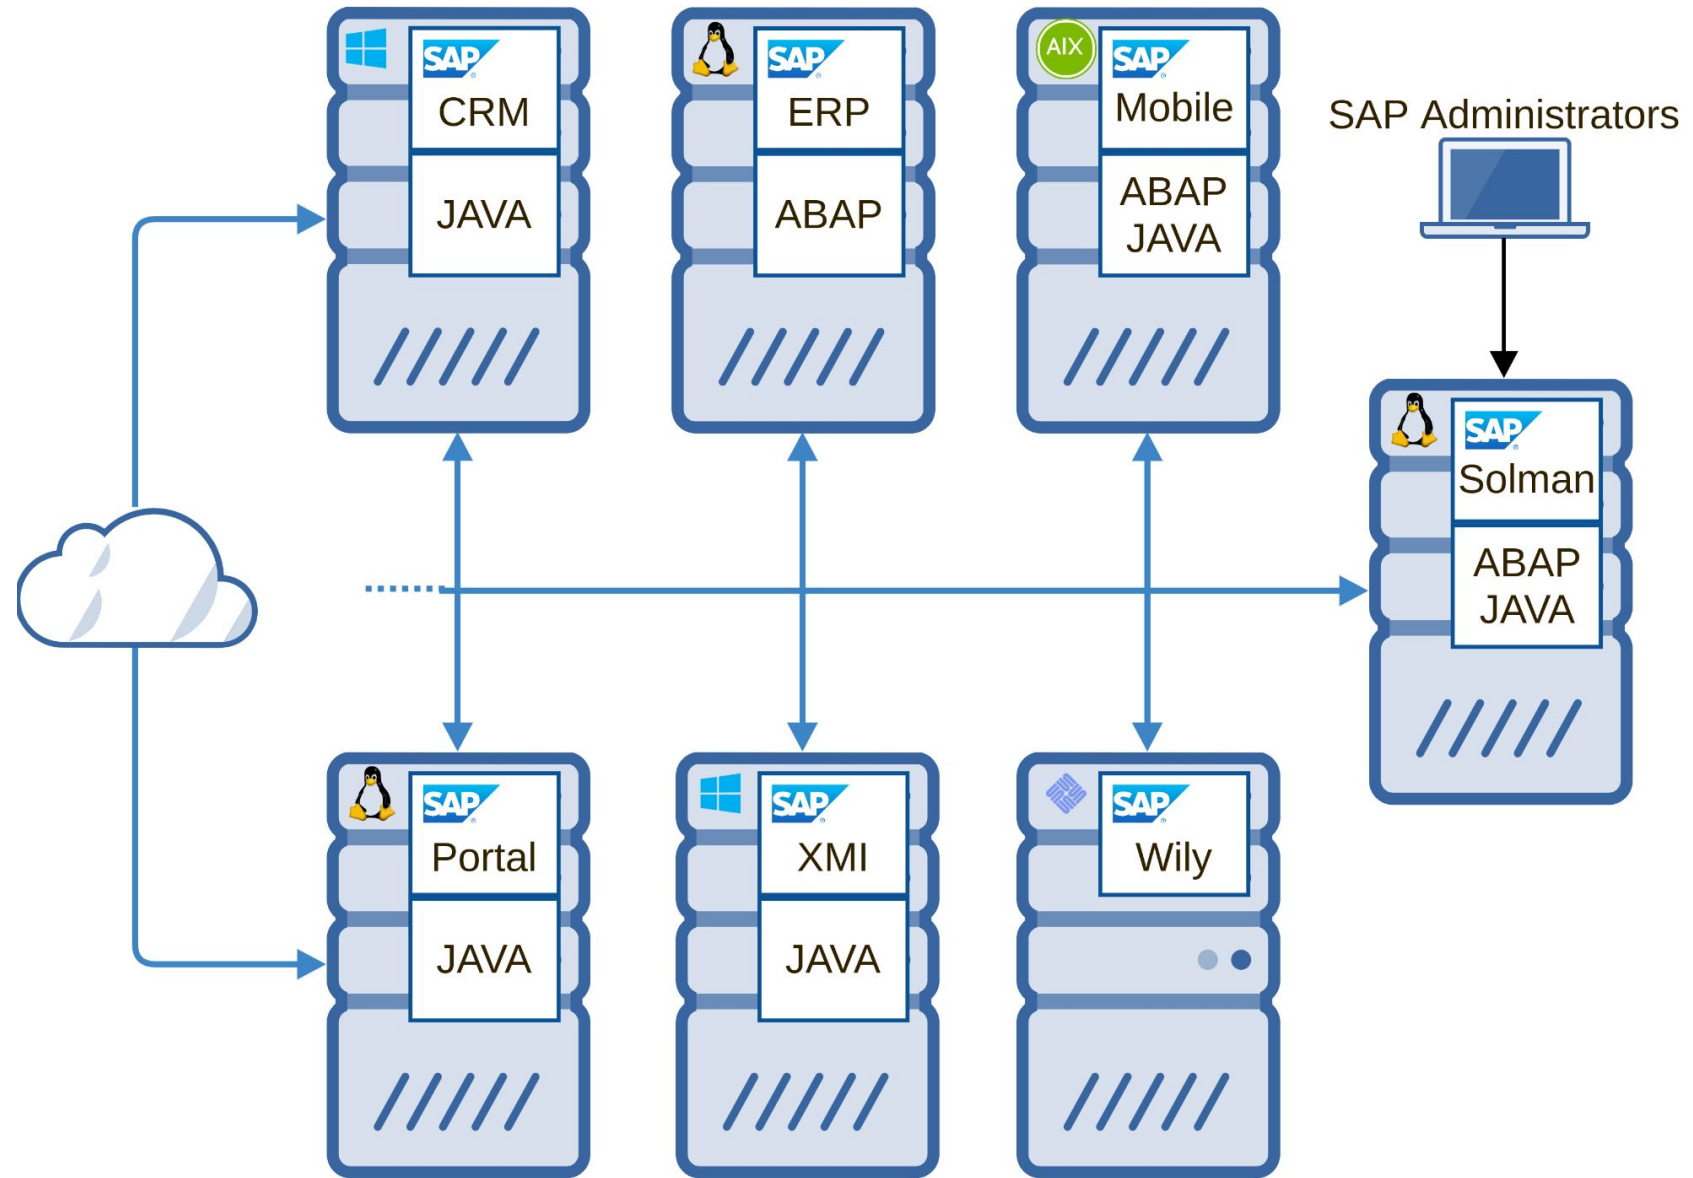 SAP
CRM
JAVA
SAP
ERP
ABAP
AIX
SAP
Mobile
ABAP
JAVA
SAP Administrators
SAP
Solman
ABAP
JAVA
SAP
Portal
JAVA
SAP
XMI
JAVA
SAP
Wily